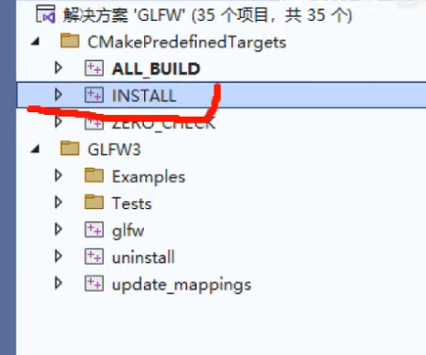 解决方案 'GLFW' (35 个项目，共 35 个)
CMakePredefinedTargets
ALL_BUILD
INSTALL
ZERO_CHECK
GLFW3
Examples
Tests
glfw
uninstall
update_mappings